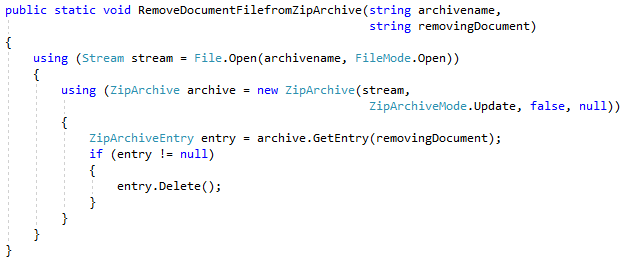 public static void RemoveDocumentFilefromZipArchive(string archivename,
                                                    string removingDocument)
{
    using (Stream stream = File.Open(archivename, FileMode.Open))
    {
        using (ZipArchive archive = new ZipArchive(stream,
                                                    ZipArchiveMode.Update, false, null))
        {
            ZipArchiveEntry entry = archive.GetEntry(removingDocument);
            if (entry != null)
            {
                entry.Delete();
            }
        }
    }
}